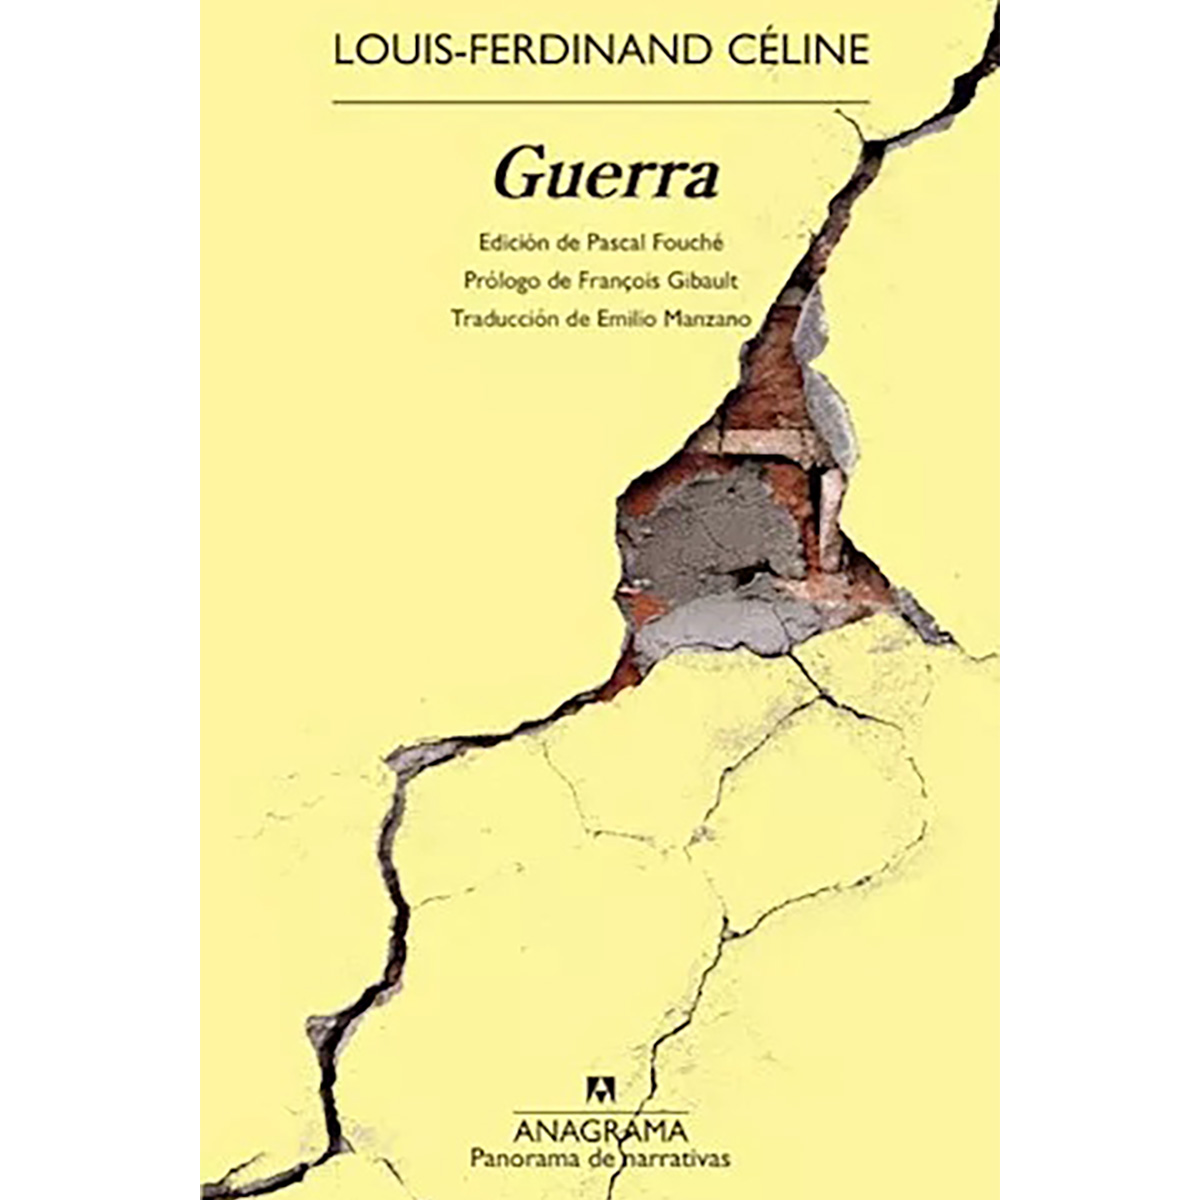 LOUIS-FERDINAND CÉLINE
Guerra
Edición de Pascal Fouché
Prólogo de François Gibault
Traducción de Emilio Manzano
ANAGRAMA
Panorama de narrativas